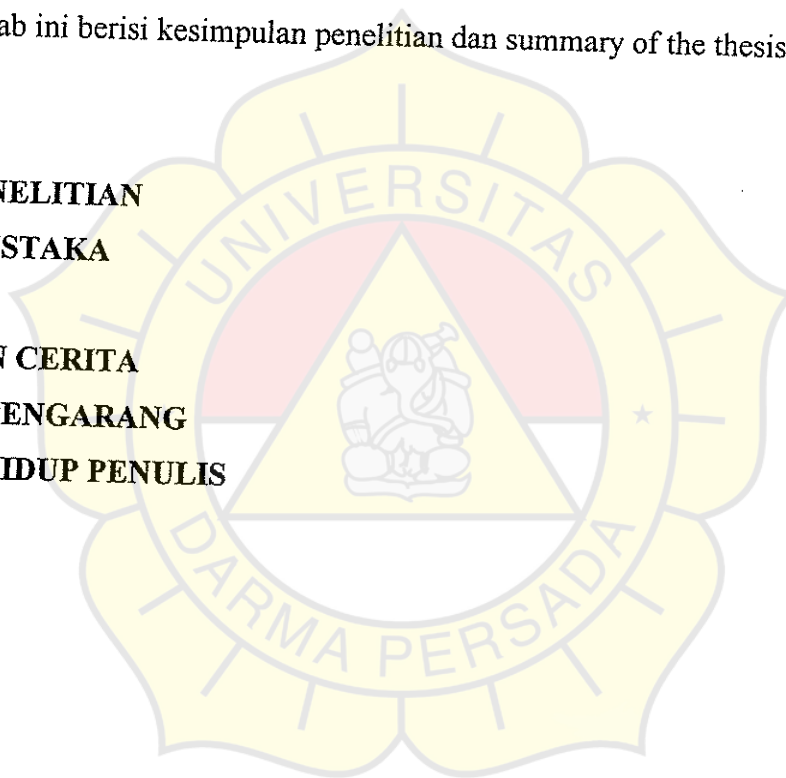 ab ini berisi kesimpulan penelitian dan summary of the thesis
NELITIAN
STAKA
N CERITA
ENGARANG
IDUP PENULIS
UNIVERSITAS
DARMA PERSADA